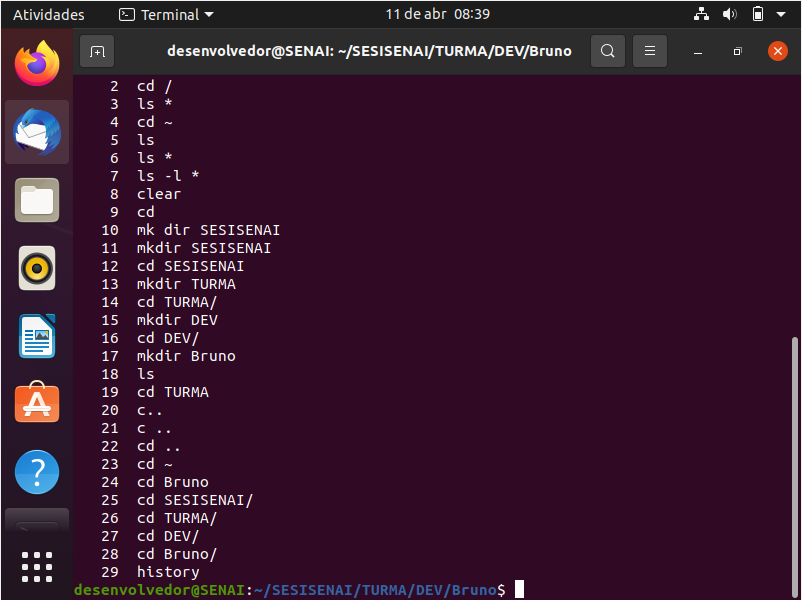 Atividades Terminal 11 de abr 08:39
desenvolvedor@SENAI: ~/SESISENAI/TURMA/DEV/Bruno
2 cd /
3 ls *
4 cd ~
5 ls
6 ls *
7 ls -l *
8 clear
9 cd
10 mk dir SESISENAI
11 mkdir SESISENAI
12 cd SESISENAI
13 mkdir TURMA
14 cd TURMA/
15 mkdir DEV
16 cd DEV/
17 mkdir Bruno
18 ls
19 cd TURMA
20 c..
21 c ..
22 cd ..
23 cd ~
24 cd Bruno
25 cd SESISENAI/
26 cd TURMA/
27 cd DEV/
28 cd Bruno/
29 history
desenvolvedor@SENAI:~/SESISENAI/TURMA/DEV/Bruno$